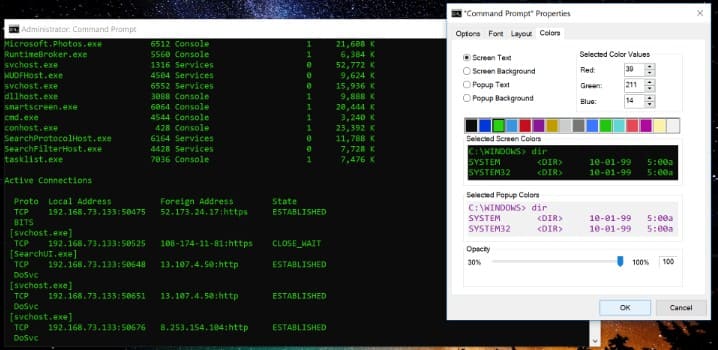 Administrator: Command Prompt
Microsoft.Photos.exe 6512 Console 1 21,608 K
RuntimeBroker.exe 5560 Console 1 6,384 K
svchost.exe 1316 Services 0 52,772 K
WUDFHost.exe 4504 Services 0 9,624 K
svchost.exe 6552 Services 0 15,936 K
dllhost.exe 3088 Console 1 9,888 K
smartscreen.exe 6064 Console 1 20,444 K
cmd.exe 4544 Console 1 3,240 K
conhost.exe 428 Console 1 23,392 K
SearchProtocolHost.exe 6164 Services 0 11,788 K
SearchFilterHost.exe 4428 Services 0 7,728 K
tasklist.exe 7036 Console 1 7,476 K
Active Connections
Proto Local Address Foreign Address State
TCP 192.168.73.133:50475 52.173.24.17:https ESTABLISHED
BITS
[svchost.exe]
TCP 192.168.73.133:50525 108-174-11-81:https CLOSE_WAIT
[SearchUI.exe]
TCP 192.168.73.133:50648 13.107.4.50:http ESTABLISHED
DoSvc
[svchost.exe]
TCP 192.168.73.133:50651 13.107.4.50:http ESTABLISHED
DoSvc
[svchost.exe]
TCP 192.168.73.133:50676 8.253.154.104:http ESTABLISHED
DoSvc
"Command Prompt" Properties
Options Font Layout Colors
Screen Text
Screen Background
Popup Text
Popup Background
Selected Color Values
Red: 39
Green: 211
Blue: 14
Selected Screen Colors
C:\WINDOWS> dir
SYSTEM <DIR> 10-01-99 5:00a
SYSTEM32 <DIR> 10-01-99 5:00a
Selected Popup Colors
C:\WINDOWS> dir
SYSTEM <DIR> 10-01-99 5:00a
SYSTEM32 <DIR> 10-01-99 5:00a
Opacity
30% 100% 100
OK Cancel